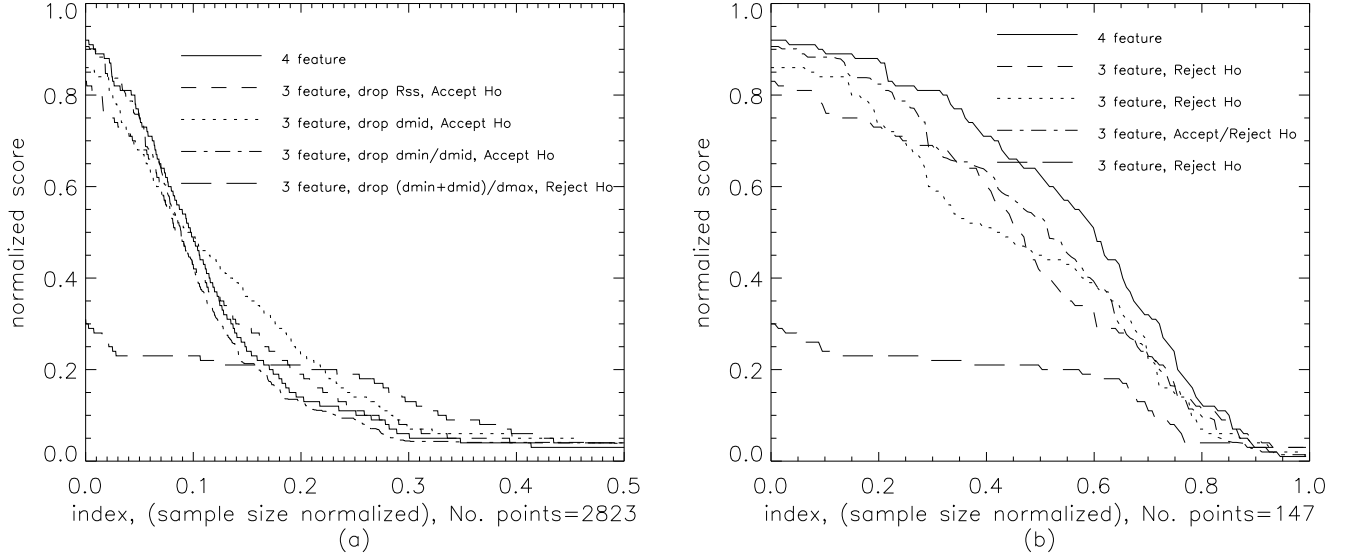 1.0
0.8
0.6
0.4
0.2
0.0
normalized score
4 feature
3 feature, drop Rss, Accept Ho
3 feature, drop dmid, Accept Ho
3 feature, drop dmin/dmid, Accept Ho
3 feature, drop (dmin+dmid)/dmax, Reject Ho
0.0 0.1 0.2 0.3 0.4 0.5
index, (sample size normalized), No. points=2823
(a)
1.0
0.8
0.6
0.4
0.2
0.0
normalized score
4 feature
3 feature, Reject Ho
3 feature, Reject Ho
3 feature, Accept/Reject Ho
3 feature, Reject Ho
0.0 0.2 0.4 0.6 0.8 1.0
index, (sample size normalized), No. points=147
(b)